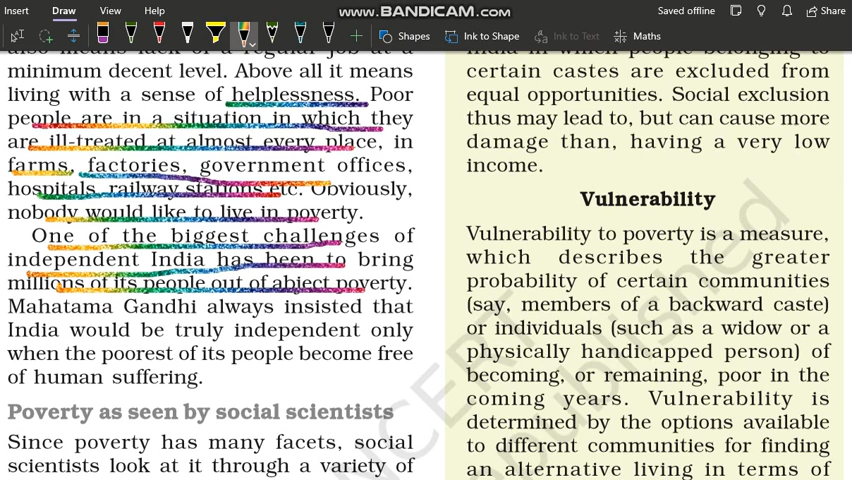 Insert Draw View Help
WWW.BANDICAM.COM
Saved offline
Share
Shapes
Ink to Shape
Ink to Text
Maths
minimum decent level. Above all it means
living with a sense of helplessness. Poor
people are in a situation in which they
are ill-treated at almost every place, in
farms, factories, government offices,
hospitals, railway stations etc. Obviously,
nobody would like to live in poverty.
One of the biggest challenges of
independent India has been to bring
millions of its people out of abject poverty.
Mahatama Gandhi always insisted that
India would be truly independent only
when the poorest of its people become free
of human suffering.
Poverty as seen by social scientists
Since poverty has many facets, social
scientists look at it through a variety of
certain castes are excluded from
equal opportunities. Social exclusion
thus may lead to, but can cause more
damage than, having a very low
income.
Vulnerability
Vulnerability to poverty is a measure,
which describes the greater
probability of certain communities
(say, members of a backward caste)
or individuals (such as a widow or a
physically handicapped person) of
becoming, or remaining, poor in the
coming years. Vulnerability is
determined by the options available
to different communities for finding
an alternative living in terms of